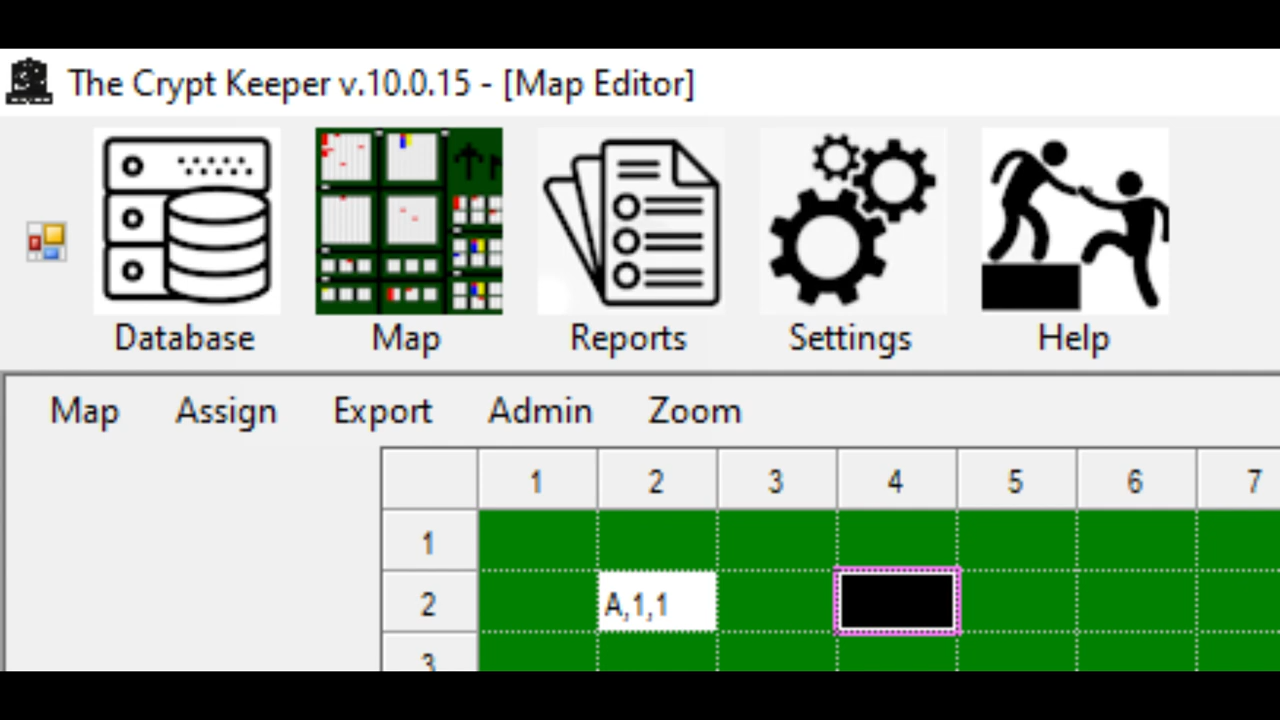 The Crypt Keeper v.10.0.15 - [Map Editor]
Database Map Reports Settings Help
Map Assign Export Admin Zoom
1 2 3 4 5 6 7
1
2 A,1,1
3